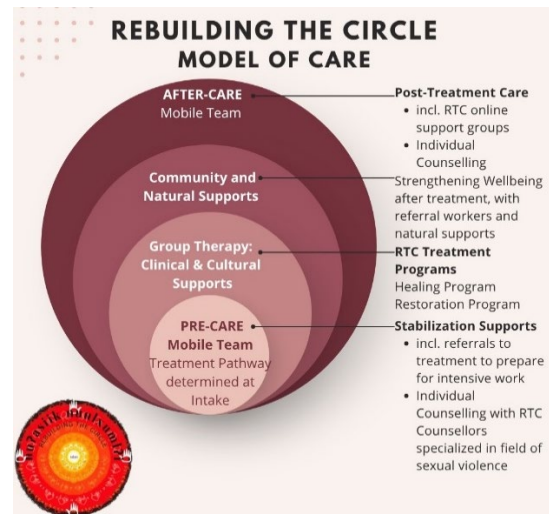 REBUILDING THE CIRCLE
MODEL OF CARE
AFTER-CARE
Mobile Team
Community and
Natural Supports
Group Therapy:
Clinical & Cultural
Supports
PRE-CARE
Mobile Team
Treatment Pathway
determined at
Intake
Post-Treatment Care
• incl. RTC online
support groups
• Individual
Counselling
Strengthening Wellbeing
after treatment, with
referral workers and
natural supports
RTC Treatment
Programs
Healing Program
Restoration Program
Stabilization Supports
• incl. referrals to
treatment to prepare
for intensive work
• Individual
Counselling with RTC
Counsellors
specialized in field of
sexual violence
REBUILDING THE CIRCLE